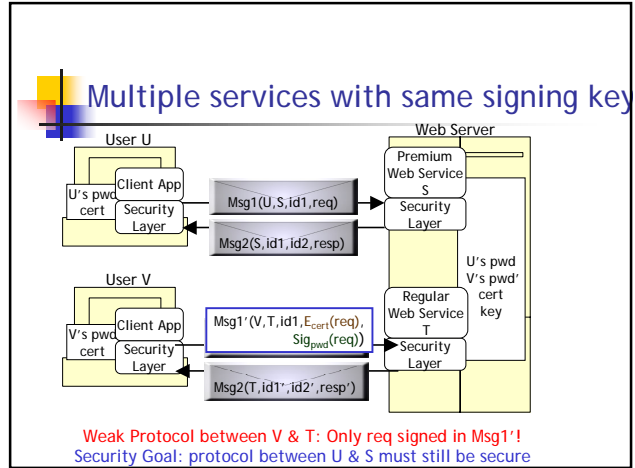 Multiple services with same signing key
Web Server
User U
Client App
U's pwd
cert
Security
Layer
Msg1(U,S,id1,req)
Msg2(S,id1,id2,resp)
Premium
Web Service
S
Security
Layer
U's pwd
V's pwd'
cert
key
User V
Client App
V's pwd
cert
Security
Layer
Msg1'(V,T,id1,Ecert(req),
Sigpwd(req))
Msg2(T,id1',id2',resp')
Regular
Web Service
T
Security
Layer
Weak Protocol between V & T: Only req signed in Msg1'!
Security Goal: protocol between U & S must still be secure